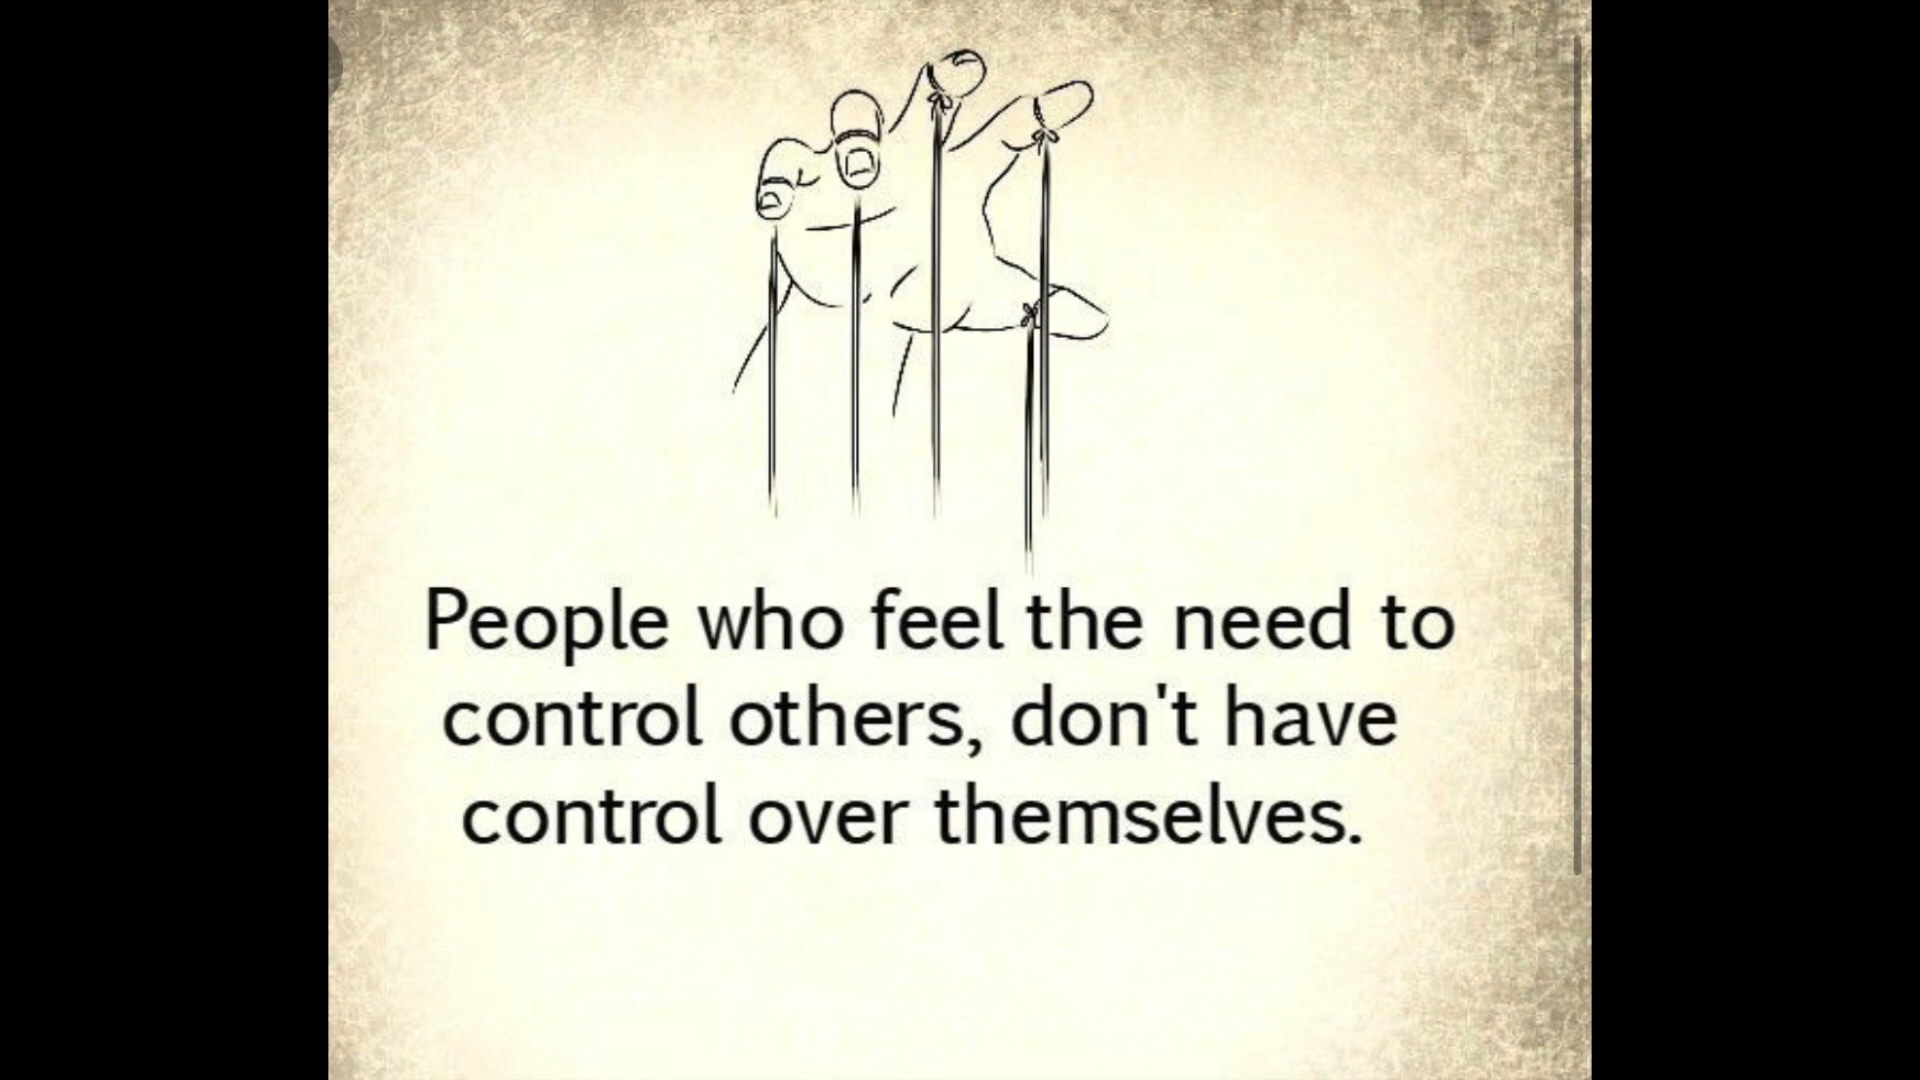 People who feel the need to
control others, don't have
control over themselves.